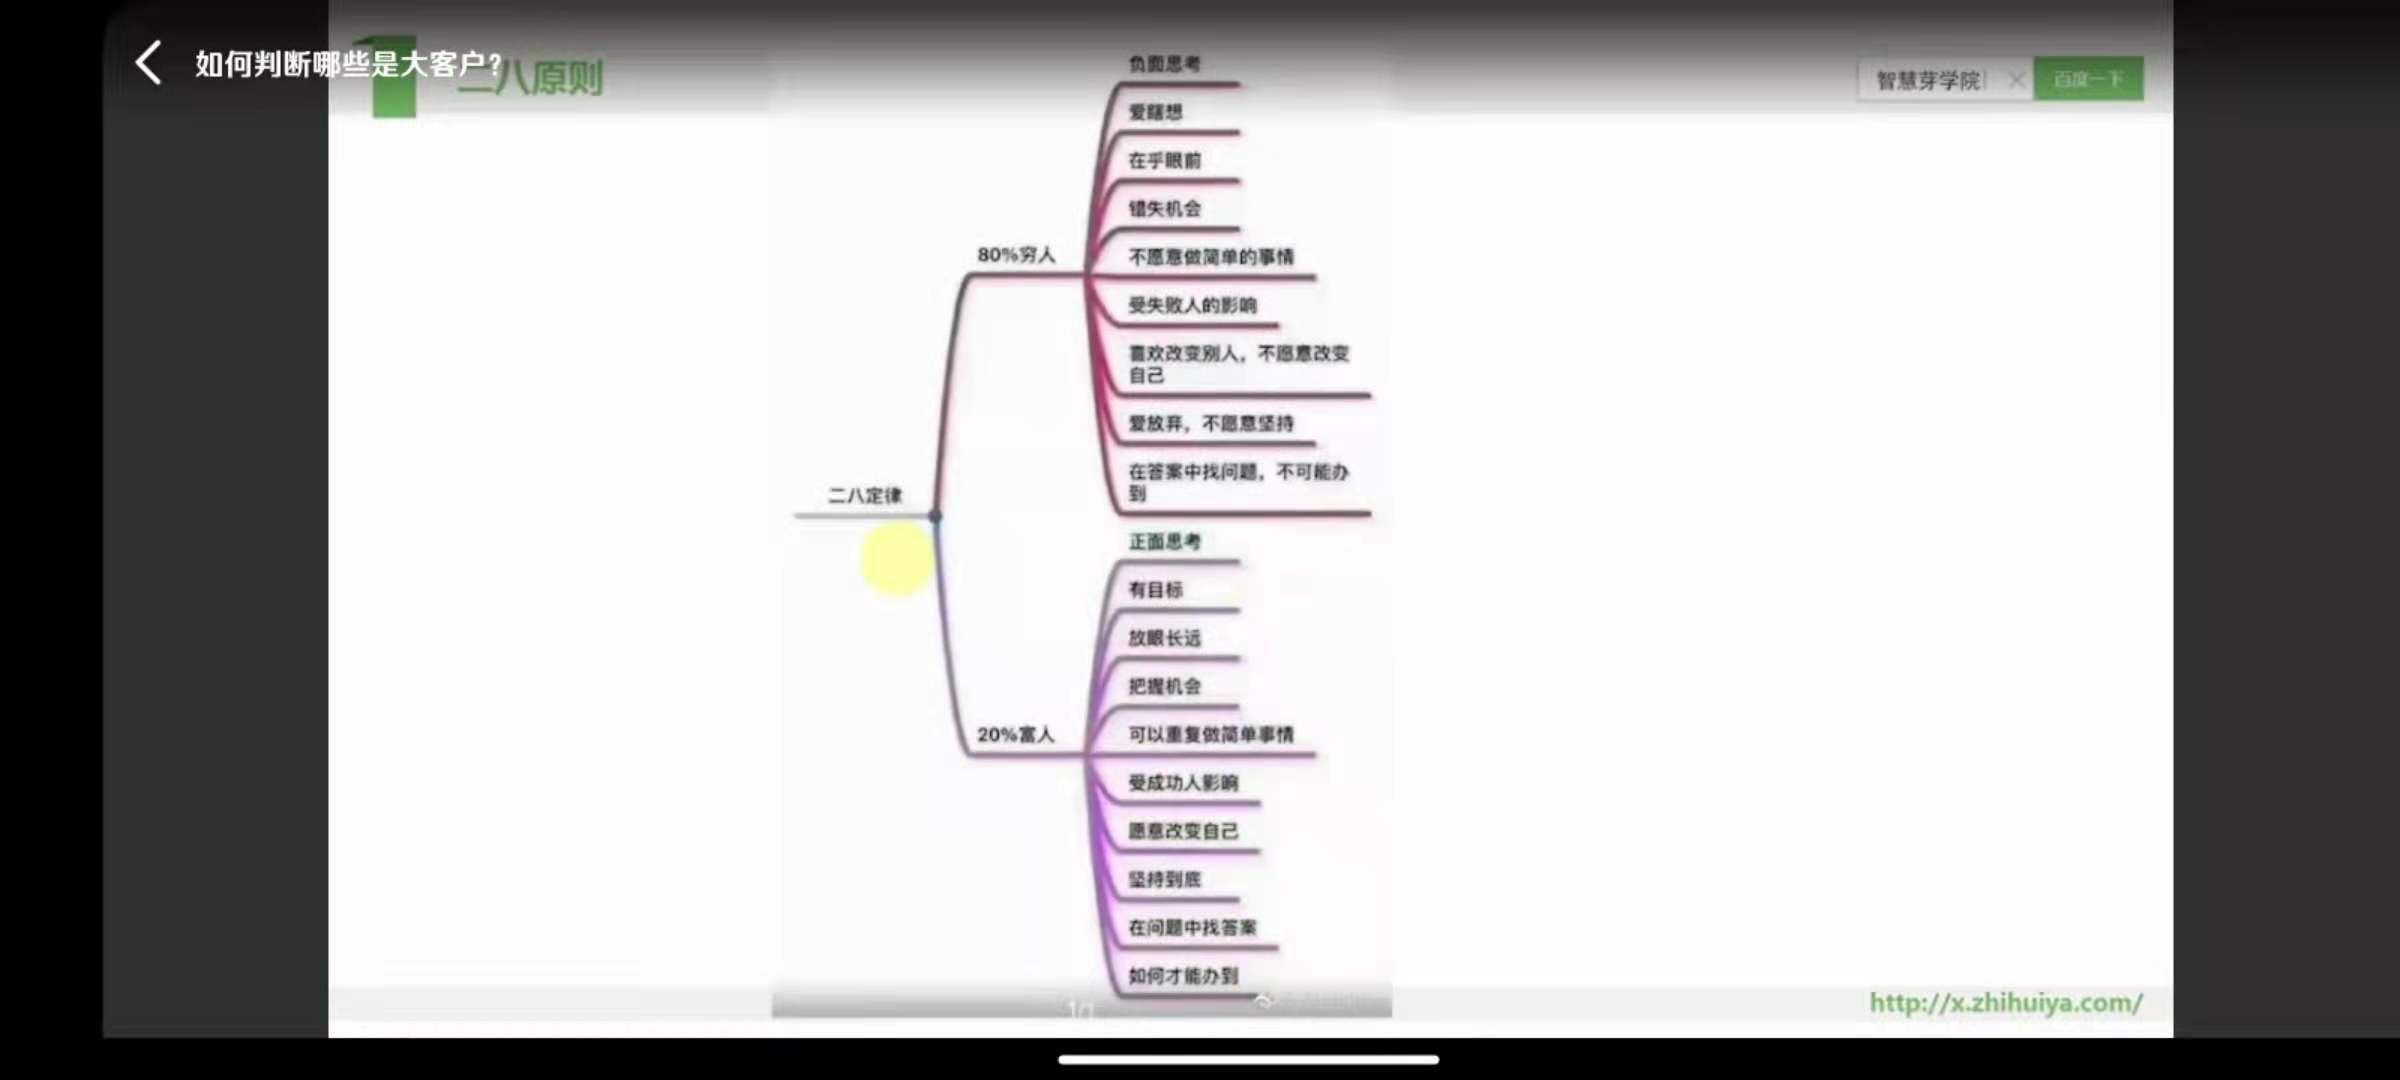 如何判断哪些是大客户?
二八原则
智慧芽学院
百度一下
二八定律
80%穷人
负面思考
爱瞎想
在乎眼前
错失机会
不愿意做简单的事情
受失败人的影响
喜欢改变别人，不愿意改变
自己
爱放弃，不愿意坚持
在答案中找问题，不可能办
到
20%富人
正面思考
有目标
放眼长远
把握机会
可以重复做简单事情
受成功人影响
愿意改变自己
坚持到底
在问题中找答案
如何才能办到
1/1
http://x.zhihuiya.com/